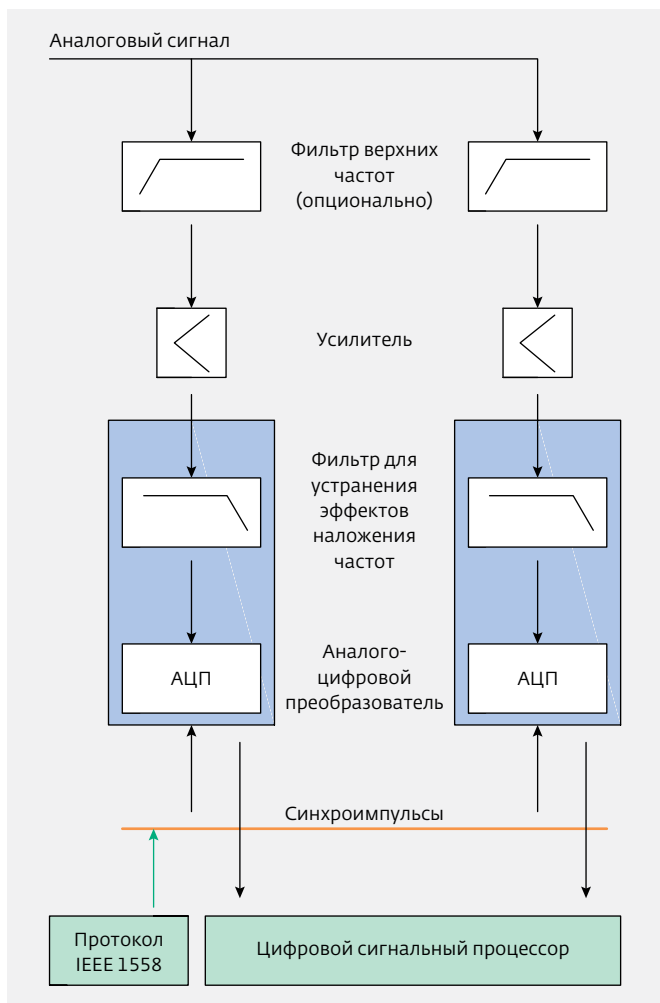 Аналоговый сигнал
Фильтр верхних
частот
(опционально)
Усилитель
Фильтр для
устранения
эффектов
наложения
частот
АЦП
Аналого-
цифровой
преобразователь
АЦП
Синхроимпульсы
Протокол
IEEE 1558
Цифровой сигнальный процессор